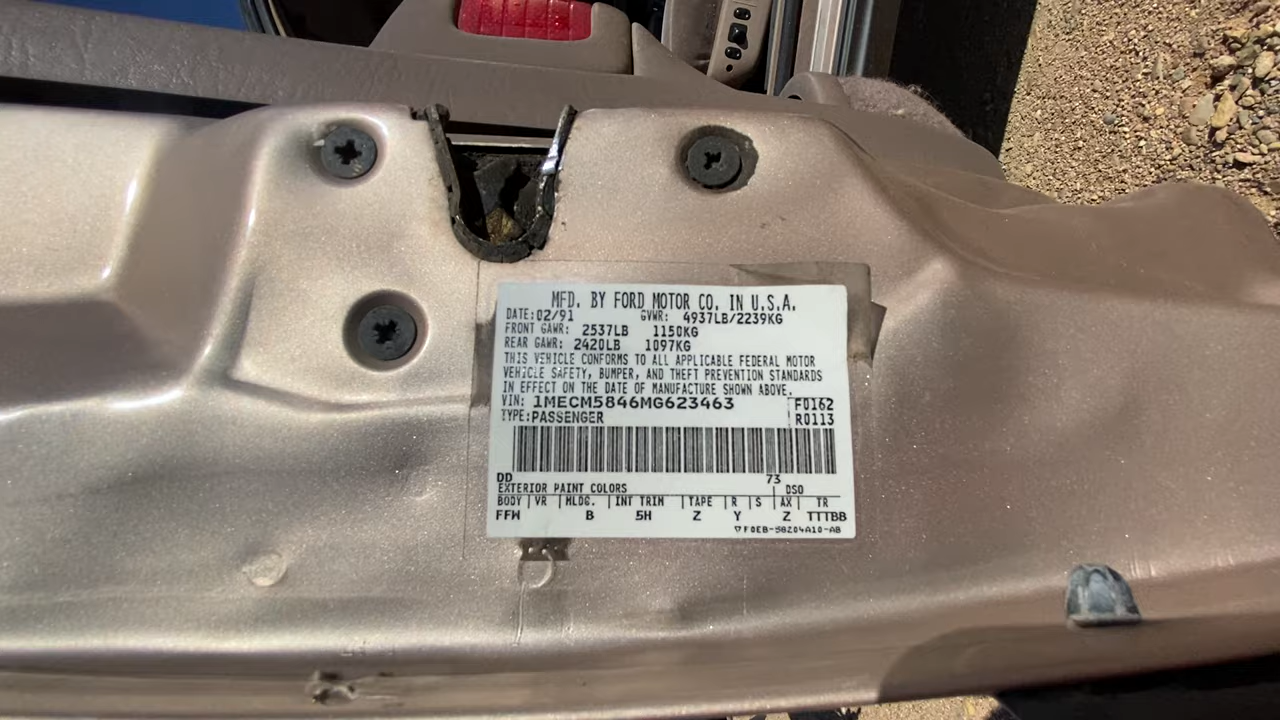 MFD. BY FORD MOTOR CO. IN U.S.A.
DATE:02/91 GVWR: 4937LB/2239KG
FRONT GAWR: 2537LB 1150KG
REAR GAWR: 2420LB 1097KG
THIS VEHICLE CONFORMS TO ALL APPLICABLE FEDERAL MOTOR
VEHICLE SAFETY, BUMPER, AND THEFT PREVENTION STANDARDS
IN EFFECT ON THE DATE OF MANUFACTURE SHOWN ABOVE.
VIN: 1MECM5846MG623463 F0162
TYPE:PASSENGER R0113
DD 73
EXTERIOR PAINT COLORS DSO
BODY VR MLDG. INT TRIM TAPE R S AX TR
FFW B 5H Z Y Z TTTBB
F0EB-58204A10-AB